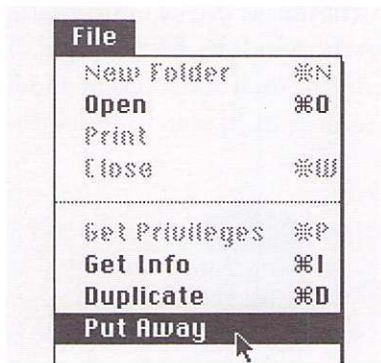 File
New Folder ⌘N
Open ⌘O
Print
Close ⌘W
Get Privileges ⌘P
Get Info ⌘I
Duplicate ⌘D
Put Away